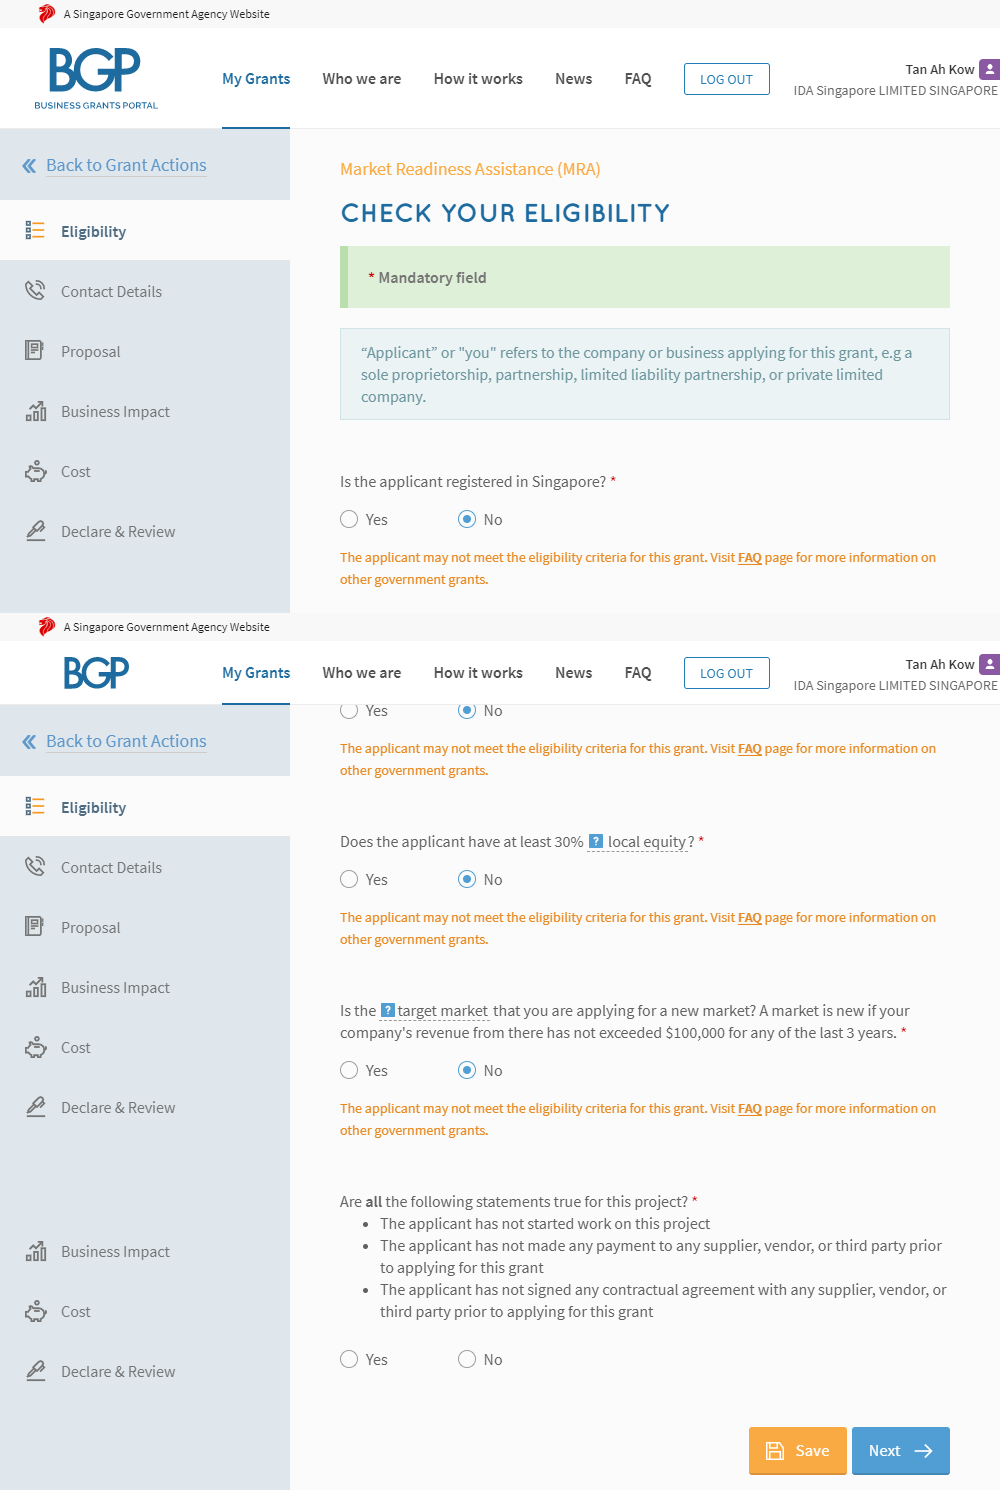 A Singapore Government Agency Website
BGP
BUSINESS GRANTS PORTAL
My Grants
Who we are
How it works
News
FAQ
LOG OUT
Tan Ah Kow
IDA Singapore LIMITED SINGAPORE
Back to Grant Actions
Eligibility
Contact Details
Proposal
Business Impact
Cost
Declare & Review
Market Readiness Assistance (MRA)
CHECK YOUR ELIGIBILITY
* Mandatory field
“Applicant” or "you" refers to the company or business applying for this grant, e.g a
sole proprietorship, partnership, limited liability partnership, or private limited
company.
Is the applicant registered in Singapore? *
Yes No
The applicant may not meet the eligibility criteria for this grant. Visit FAQ page for more information on
other government grants.
A Singapore Government Agency Website
BGP
My Grants
Who we are
How it works
News
FAQ
LOG OUT
Tan Ah Kow
IDA Singapore LIMITED SINGAPORE
Back to Grant Actions
Eligibility
Contact Details
Proposal
Business Impact
Cost
Declare & Review
Business Impact
Cost
Declare & Review
Yes No
The applicant may not meet the eligibility criteria for this grant. Visit FAQ page for more information on
other government grants.
Does the applicant have at least 30% ? local equity? *
Yes No
The applicant may not meet the eligibility criteria for this grant. Visit FAQ page for more information on
other government grants.
Is the ? target market that you are applying for a new market? A market is new if your
company's revenue from there has not exceeded $100,000 for any of the last 3 years. *
Yes No
The applicant may not meet the eligibility criteria for this grant. Visit FAQ page for more information on
other government grants.
Are all the following statements true for this project? *
• The applicant has not started work on this project
• The applicant has not made any payment to any supplier, vendor, or third party prior
to applying for this grant
• The applicant has not signed any contractual agreement with any supplier, vendor, or
third party prior to applying for this grant
Yes No
Save
Next